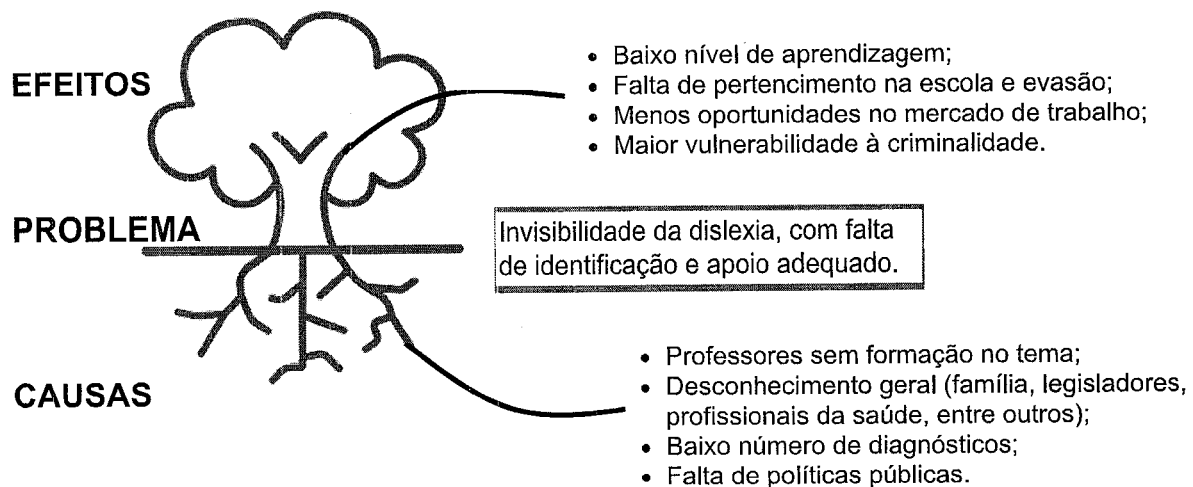 EFEITOS
• Baixo nível de aprendizagem;
• Falta de pertencimento na escola e evasão;
• Menos oportunidades no mercado de trabalho;
• Maior vulnerabilidade à criminalidade.
PROBLEMA
Invisibilidade da dislexia, com falta
de identificação e apoio adequado.
CAUSAS
• Professores sem formação no tema;
• Desconhecimento geral (família, legisladores,
profissionais da saúde, entre outros);
• Baixo número de diagnósticos;
• Falta de políticas públicas.